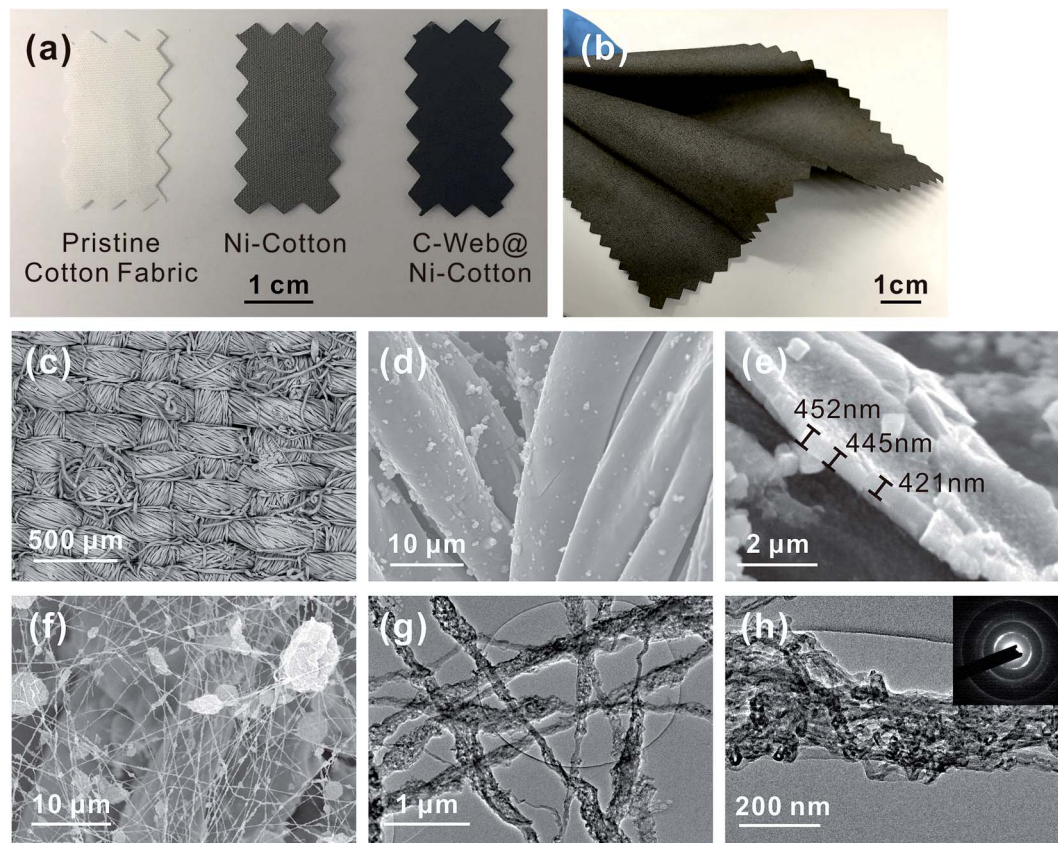 (a)
Pristine
Cotton Fabric
Ni-Cotton
1 cm
C-Web@
Ni-Cotton
(b)
1cm
(c)
500 μm
(d)
10 μm
(e)
452nm
445nm
421nm
2 μm
(f)
10 μm
(g)
1 μm
(h)
200 nm